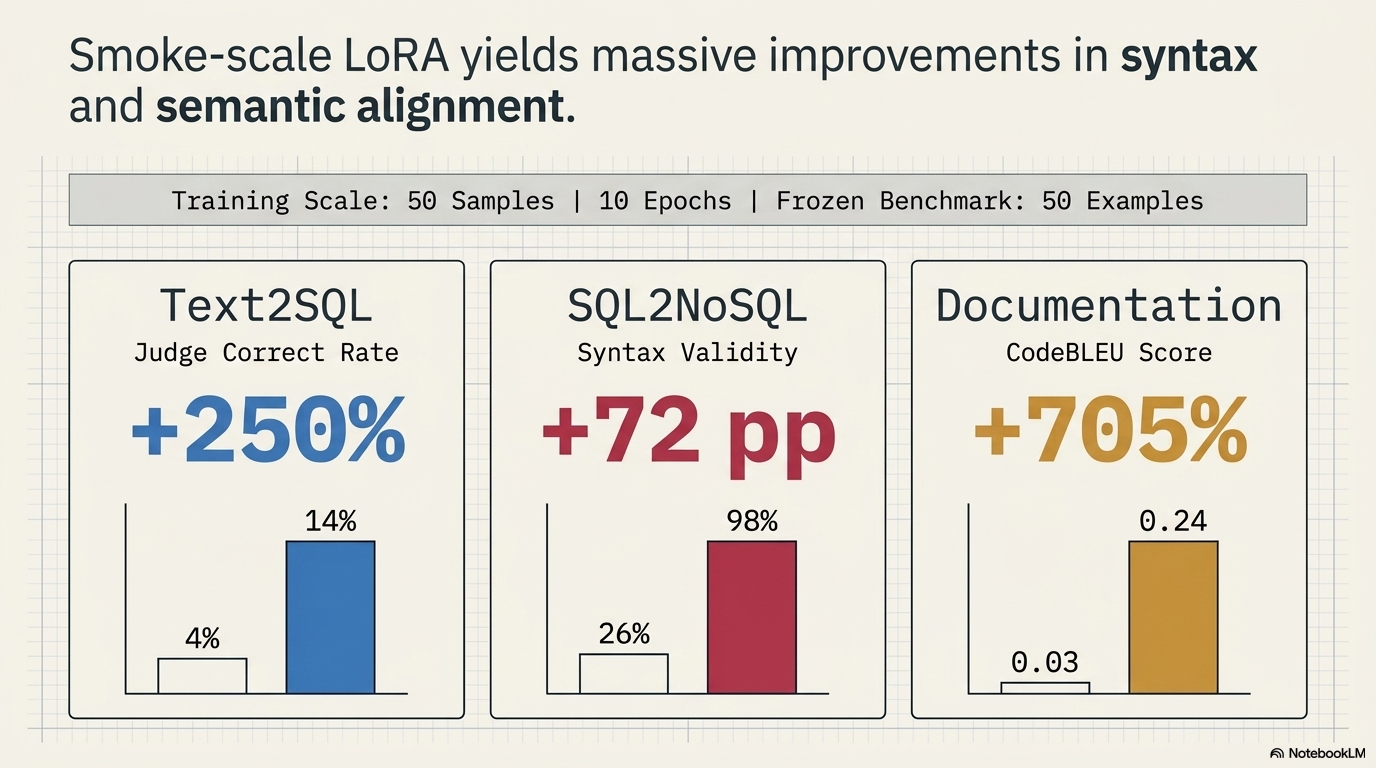 Smoke-scale LoRA yields massive improvements in syntax
and semantic alignment.
Training Scale: 50 Samples | 10 Epochs | Frozen Benchmark: 50 Examples
Text2SQL
Judge Correct Rate
+250%
4%
14%
SQL2NoSQL
Syntax Validity
+72 pp
26%
98%
Documentation
CodeBLEU Score
+705%
0.03
0.24
NotebookLM